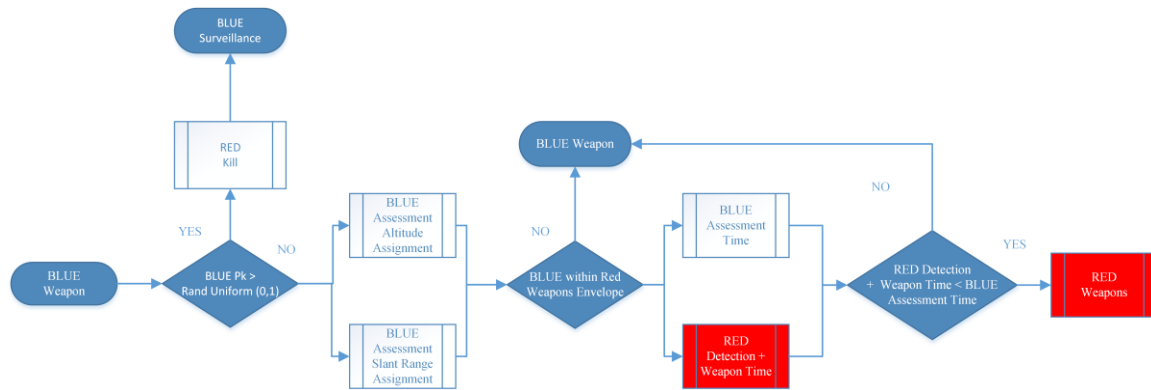 BLUE
Surveillance
RED
Kill
YES
NO
BLUE
Weapon
BLUE Pk >
Rand Uniform (0,1)
BLUE
Assessment
Altitude
Assignment
BLUE
Assessment
Slant Range
Assignment
BLUE Weapon
NO
BLUE within Red
Weapons Envelope
BLUE
Assessment
Time
RED
Detection +
Weapon Time
NO
RED Detection
+ Weapon Time < BLUE
Assessment Time
YES
RED
Weapons